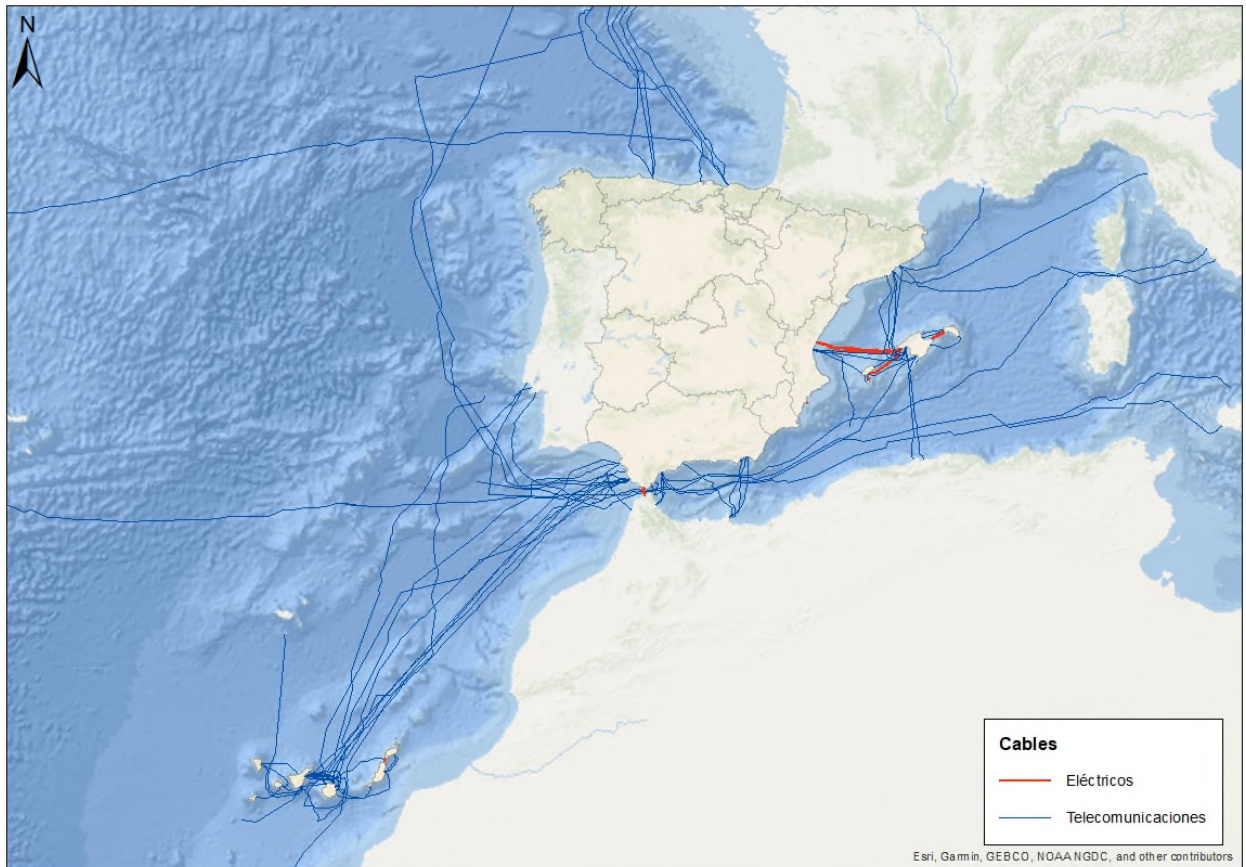 N
Cables
Eléctricos
Telecomunicaciones
Esri, Garmin, GEBCO, NOAA NGDC, and other contributors